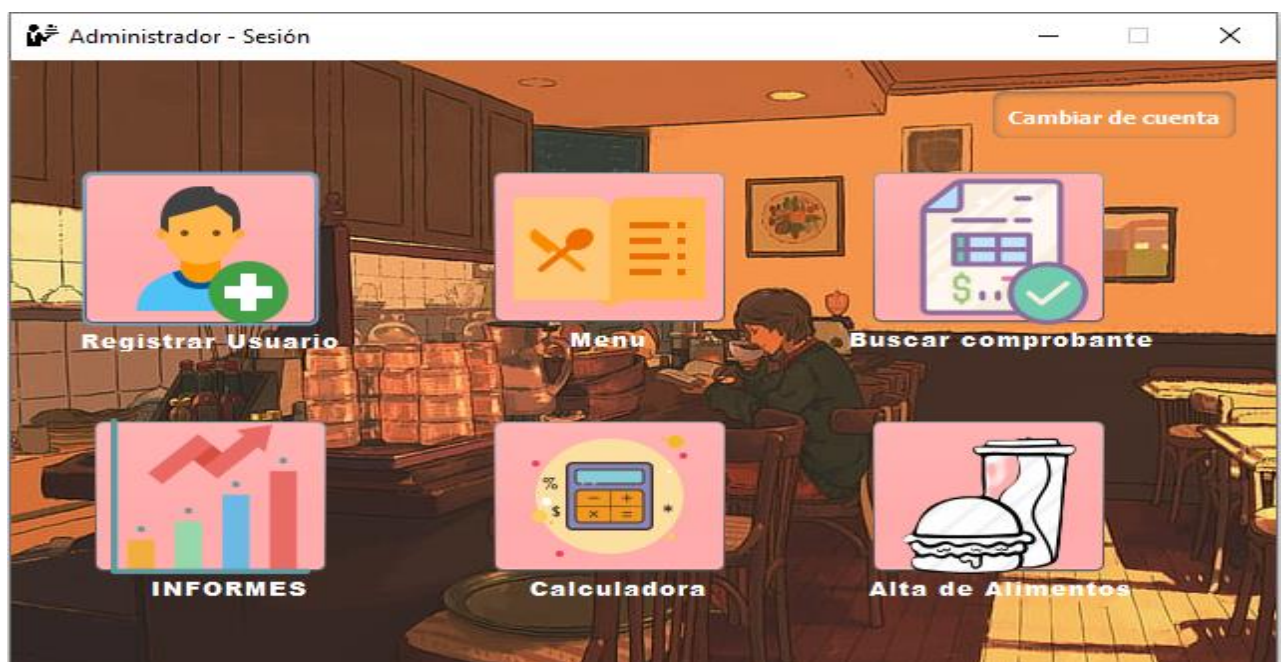 Administrador - Sesión
Cambiar de cuenta
Registrar Usuario
Menu
Buscar comprobante
$
%
$
*
- +
× =
INFORMES
Calculadora
Alta de Alimentos